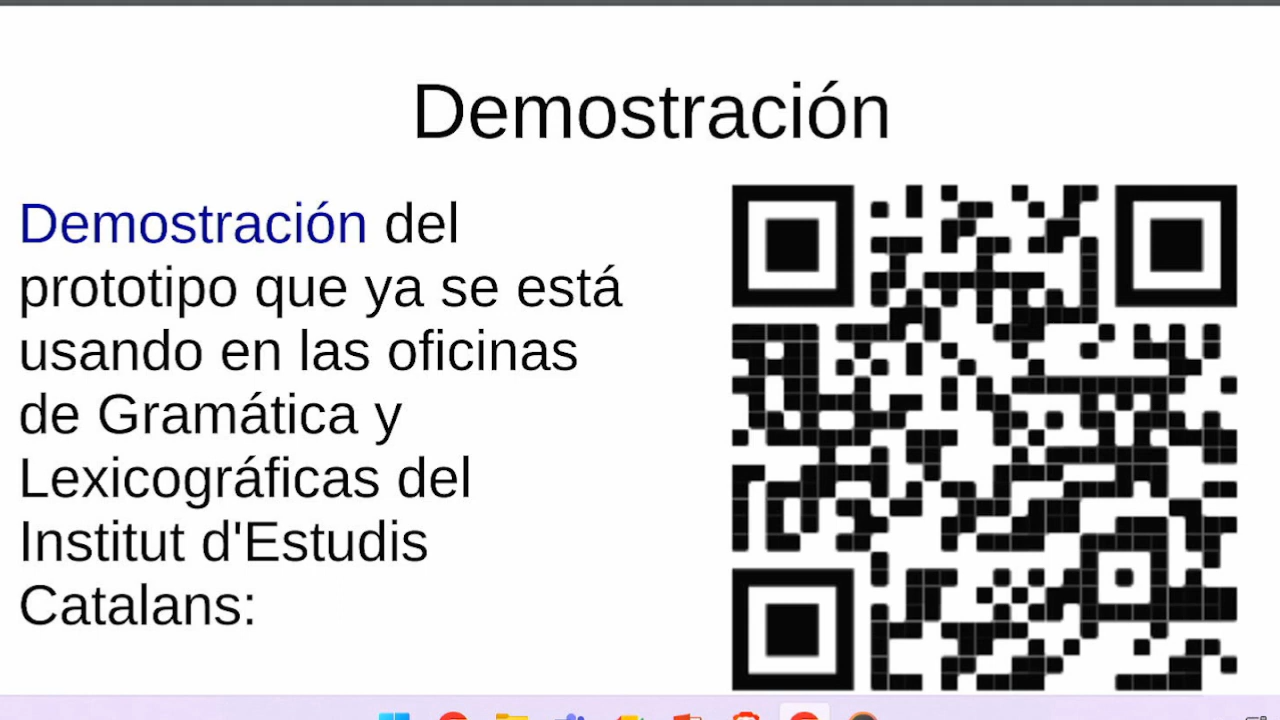 Demostración
Demostración del
prototipo que ya se está
usando en las oficinas
de Gramática y
Lexicográficas del
Institut d'Estudis
Catalans: